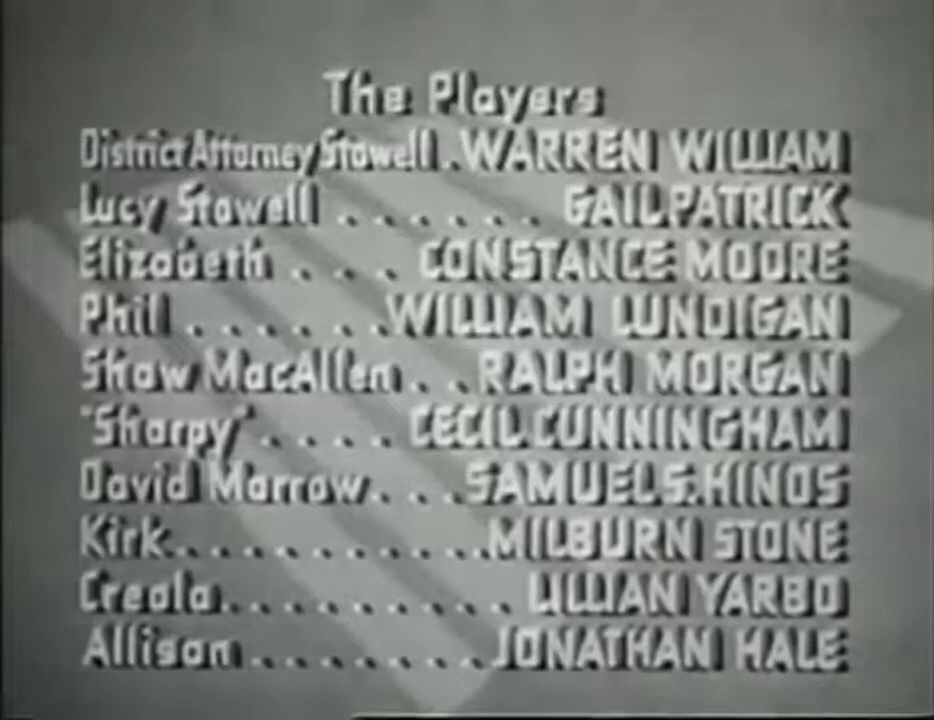 The Players
District Attorney Stowell . WARREN WILLIAM
Lucy Stowell . . . . . . . GAIL PATRICK
Elizabeth . . . . CONSTANCE MOORE
Phil . . . . . . . WILLIAM LUNDIGAN
Shaw MacAllen . . . RALPH MORGAN
"Sharpy" . . . . . CECIL CUNNINGHAM
David Marrow . . . . SAMUEL S. HINDS
Kirk . . . . . . . . . . . . MILBURN STONE
Creola . . . . . . . . . . . LILLIAN YARBO
Allison . . . . . . . . . JONATHAN HALE